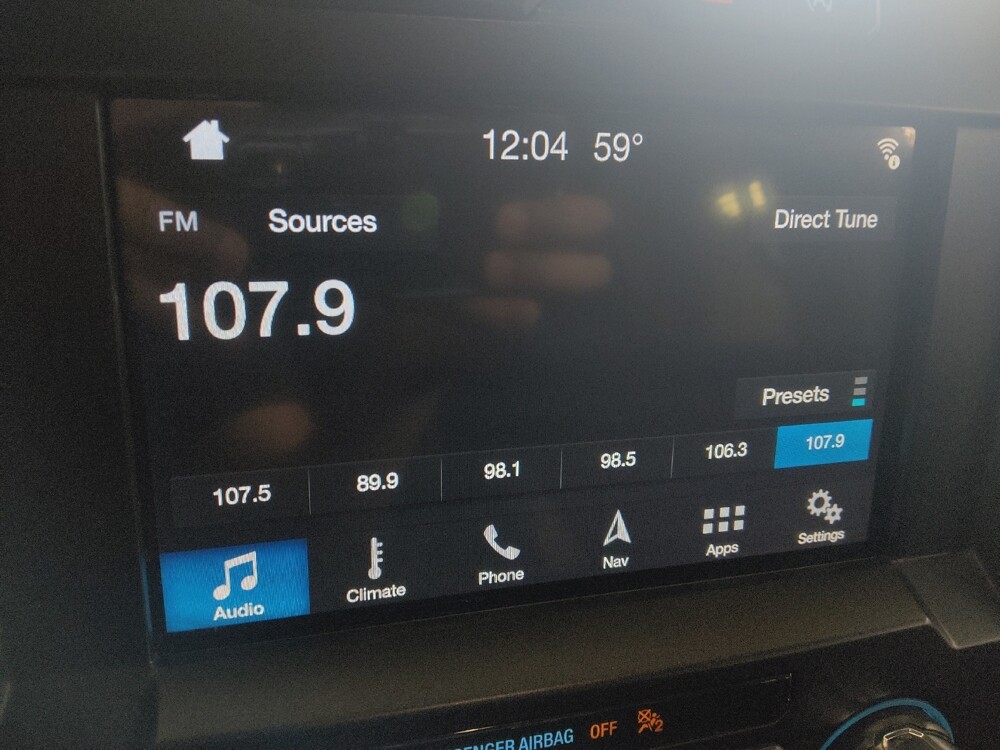 12:04 59°
FM Sources Direct Tune
107.9
Presets
107.5 89.9 98.1 98.5 106.3 107.9
Audio Climate Phone Nav Apps Settings
AIRBAG OFF
2